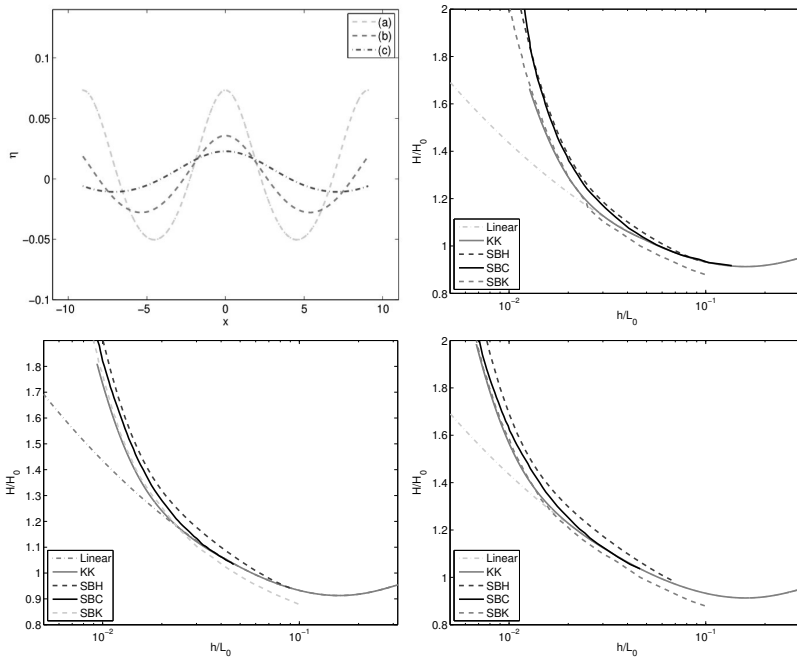 0.1
0.05
0
−0.05
−0.1
η
−10
−5
0
5
10
x
(a)
(b)
(c)
2
1.8
1.6
1.4
1.2
1
0.8
H/H0
10−2
10−1
h/L0
Linear
KK
SBH
SBC
SBK
1.8
1.7
1.6
1.5
1.4
1.3
1.2
1.1
1
0.9
0.8
H/H0
10−2
10−1
h/L0
Linear
KK
SBH
SBC
SBK
2
1.8
1.6
1.4
1.2
1
0.8
H/H0
10−2
10−1
h/L0
Linear
KK
SBH
SBC
SBK